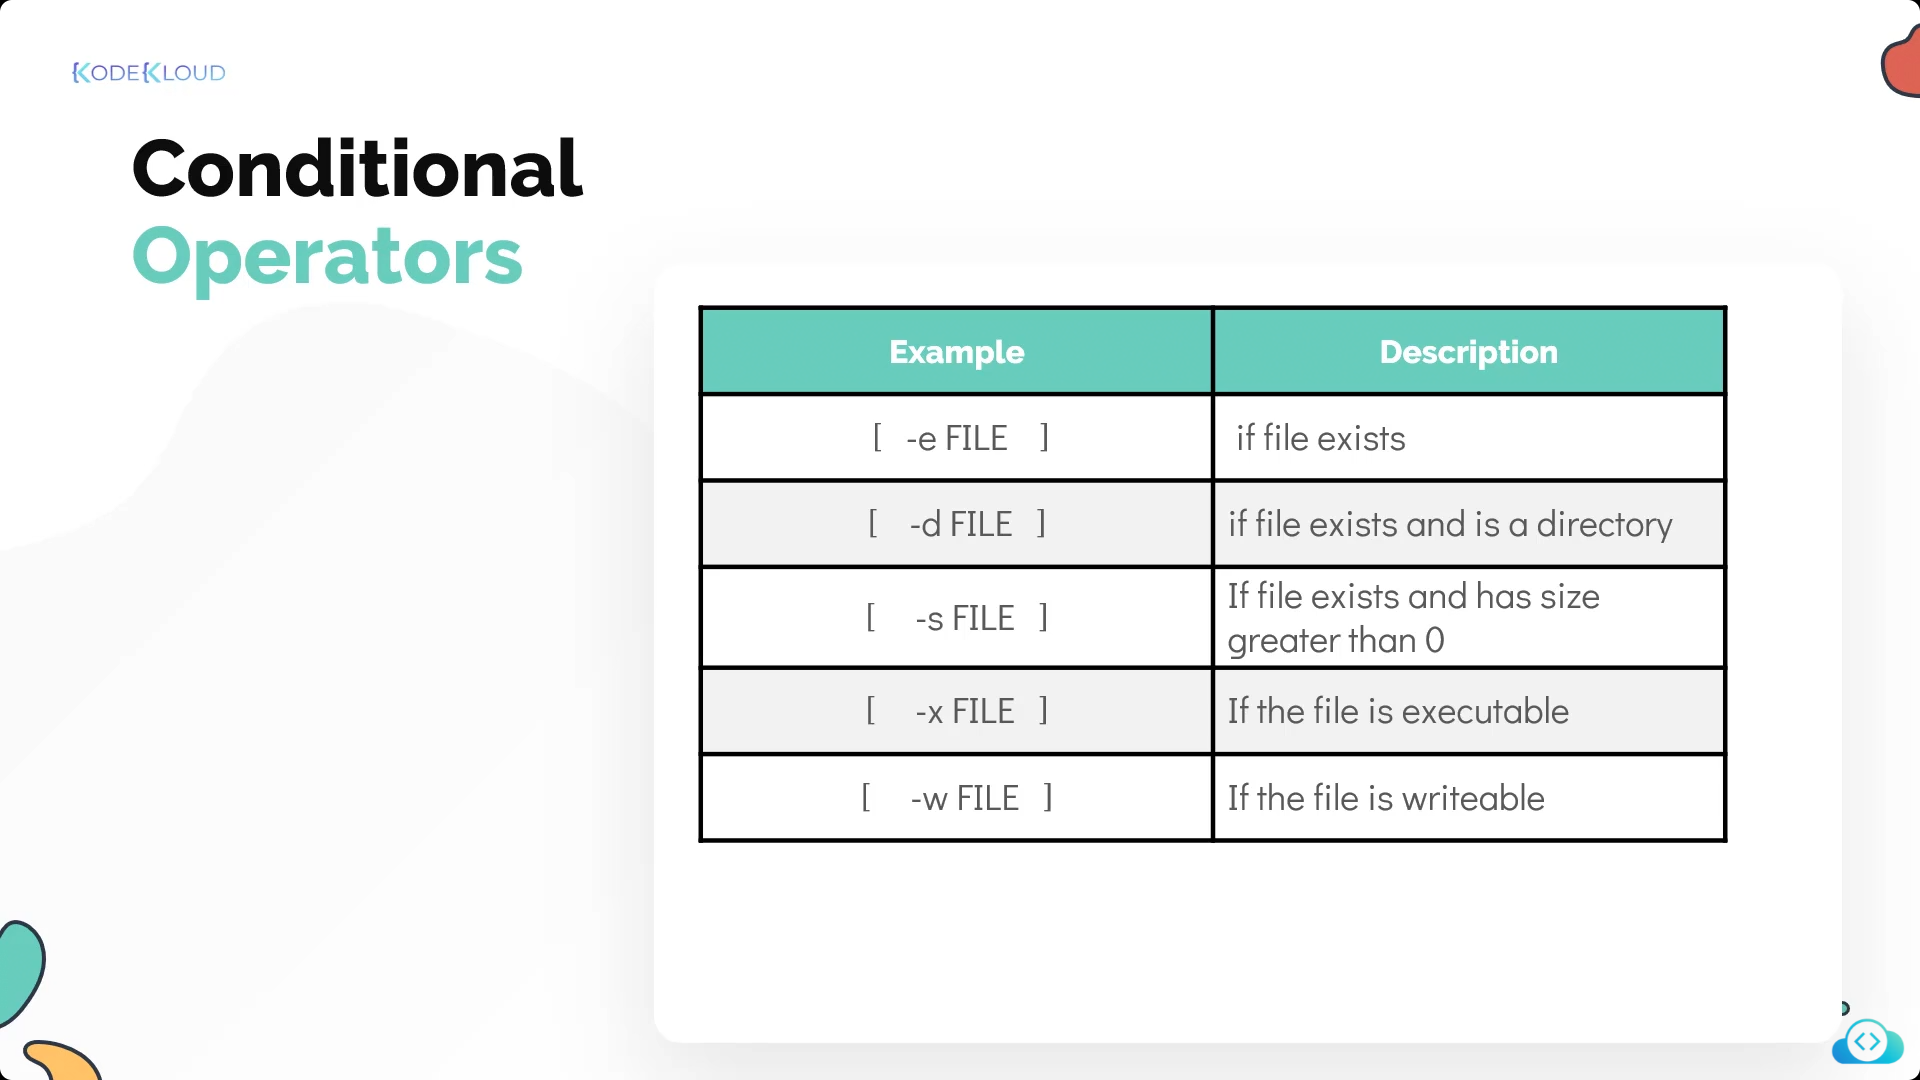 KODEKLOUD
Conditional
Operators
Example Description
[ -e FILE ] if file exists
[ -d FILE ] if file exists and is a directory
[ -s FILE ] If file exists and has size
greater than 0
[ -x FILE ] If the file is executable
[ -w FILE ] If the file is writeable